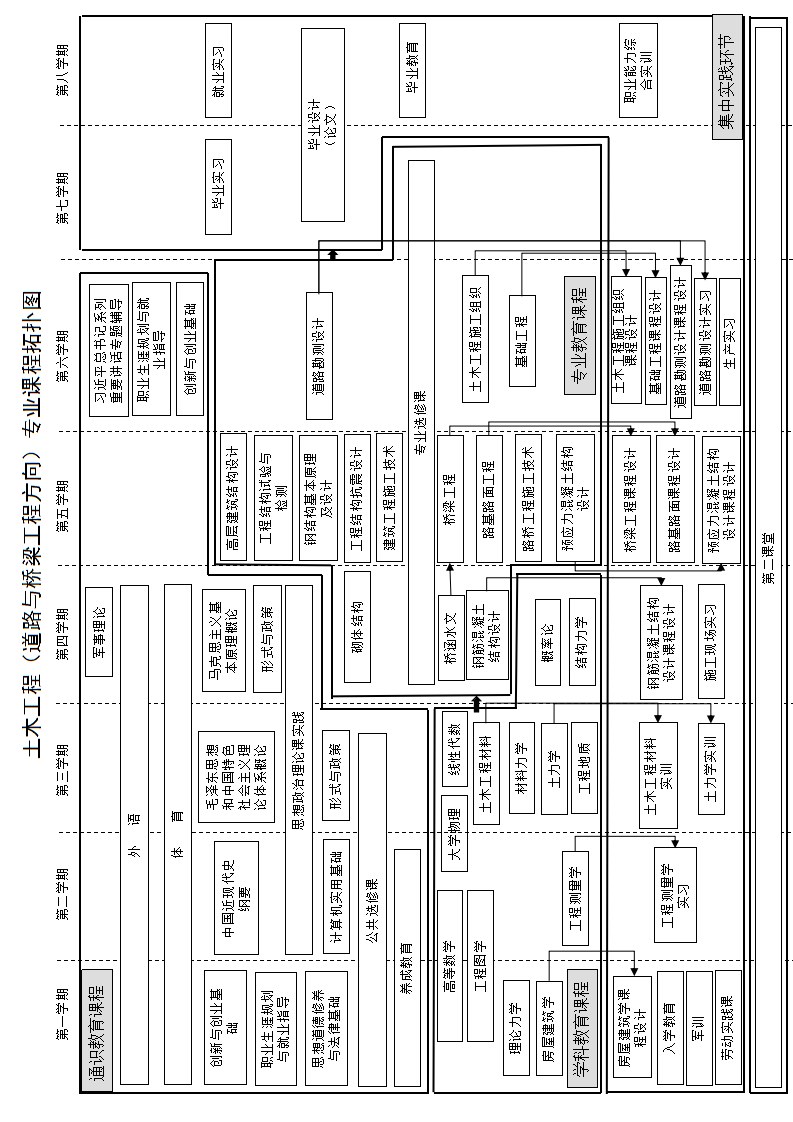 土木工程（道路与桥梁工程方向）专业课程拓扑图
第一学期
第二学期
第三学期
第四学期
第五学期
第六学期
第七学期
第八学期
通识教育课程
军事理论
习近平总书记系列
重要讲话专题辅导
外 语
职业生涯规划与就
业指导
体 育
创新与创业基础
创新与创业基
础
中国近现代史
纲要
毛泽东思想
和中国特色
社会主义理
论体系概论
马克思主义基
本原理概论
职业生涯规划
与就业指导
形式与政策
思想政治理论课实践
思想道德修养
与法律基础
计算机实用基础
形式与政策
公共选修课
养成教育
高层建筑结构设计
工程结构试验与
检测
钢结构基本原理
及设计
道路勘测设计
砌体结构
工程结构抗震设计
建筑工程施工技术
专业选修课
桥涵水文
桥梁工程
土木工程施工组织
钢筋混凝土
结构设计
路基路面工程
基础工程
路桥工程施工技术
预应力混凝土结构
设计
专业教育课程
高等数学
大学物理
线性代数
工程图学
土木工程材料
理论力学
材料力学
房屋建筑学
土力学
概率论
工程测量学
工程地质
结构力学
学科教育课程
就业实习
毕业实习
毕业设计
（论文）
毕业教育
职业能力综
合实训
集中实践环节
房屋建筑学课
程设计
土木工程材料
实训
钢筋混凝土结构
设计课程设计
桥梁工程课程设计
土木工程施工组织
课程设计
入学教育
工程测量学
实习
路基路面课程设计
基础工程课程设计
道路勘测设计课程设计
军训
土力学实训
施工现场实习
预应力混凝土结构
设计课程设计
道路勘测设计实习
劳动实践课
生产实习
第二课堂